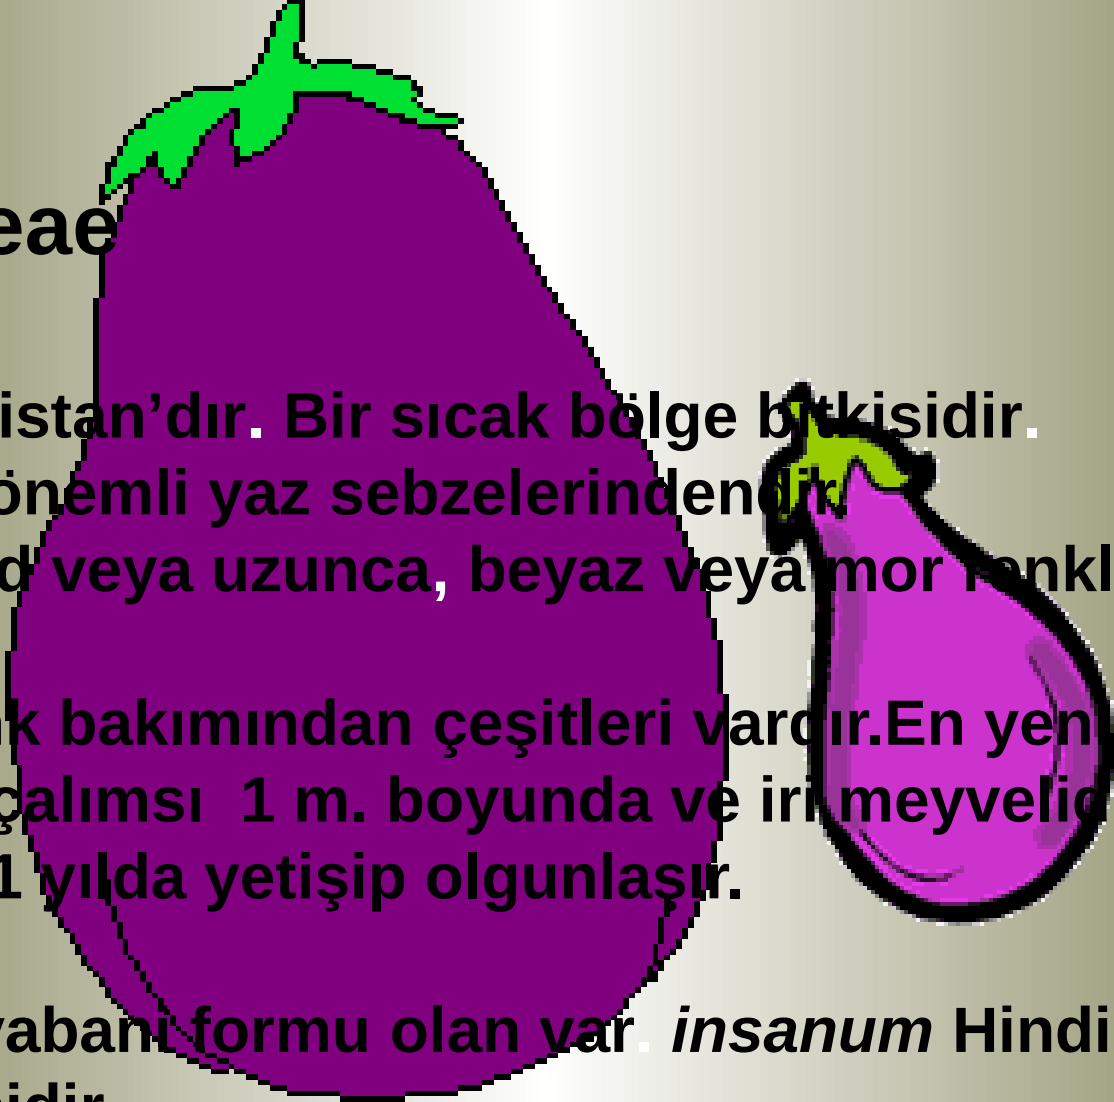 eae
istan’dır. Bir sıcak bölge bitkisidir.
önemli yaz sebzelerindendir.
d veya uzunca, beyaz veya mor renkl
k bakımından çeşitleri vardır.En yen
çalımsı 1 m. boyunda ve iri meyvelid
1 yılda yetişip olgunlaşır.
yabani formu olan var. insanum Hindi
sidir